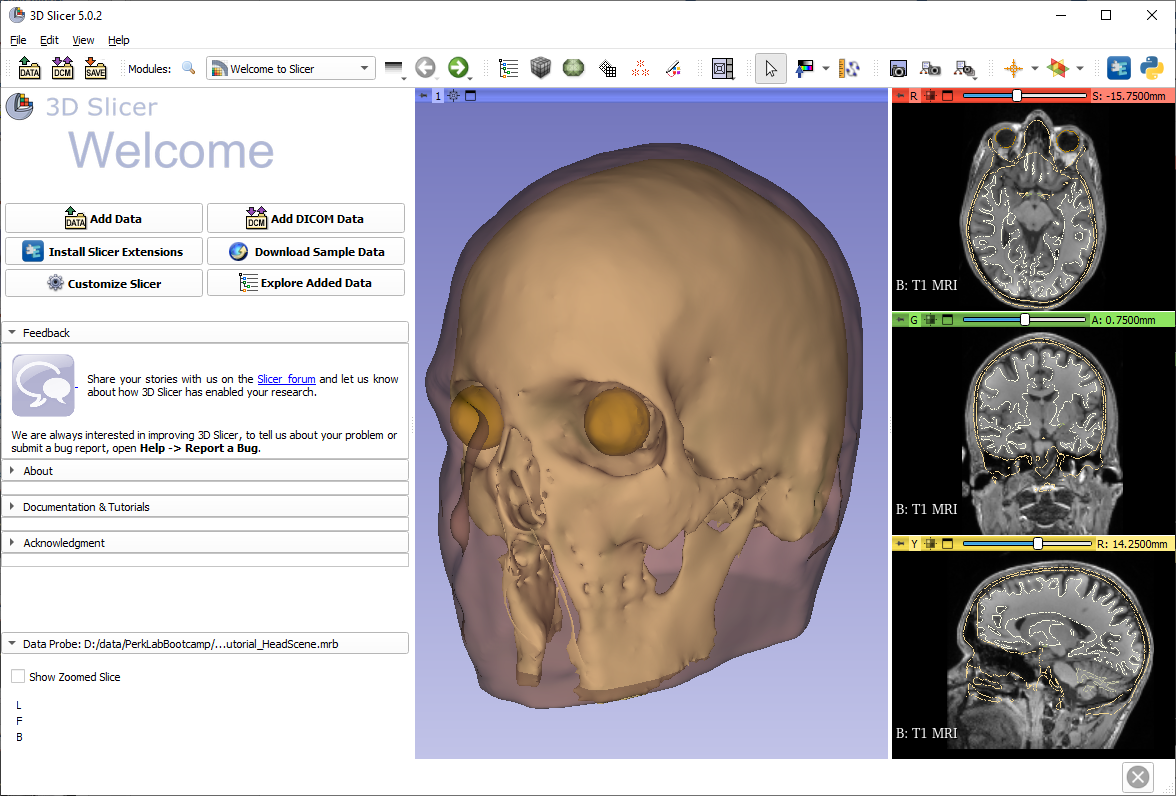 3D Slicer 5.0.2
File Edit View Help
DATA DCM SAVE Modules: Welcome to Slicer
3D Slicer
Welcome
DATA Add Data
DCM Add DICOM Data
Install Slicer Extensions
Download Sample Data
Customize Slicer
Explore Added Data
Feedback
Share your stories with us on the Slicer forum and let us know
about how 3D Slicer has enabled your research.
We are always interested in improving 3D Slicer, to tell us about your problem or
submit a bug report, open Help -> Report a Bug.
About
Documentation & Tutorials
Acknowledgment
Data Probe: D:/data/PerkLabBootcamp/...utorial_HeadScene.mrb
Show Zoomed Slice
L
F
B
1
R S: -15.7500mm
B: T1 MRI
G A: 0.7500mm
B: T1 MRI
Y R: 14.2500mm
B: T1 MRI